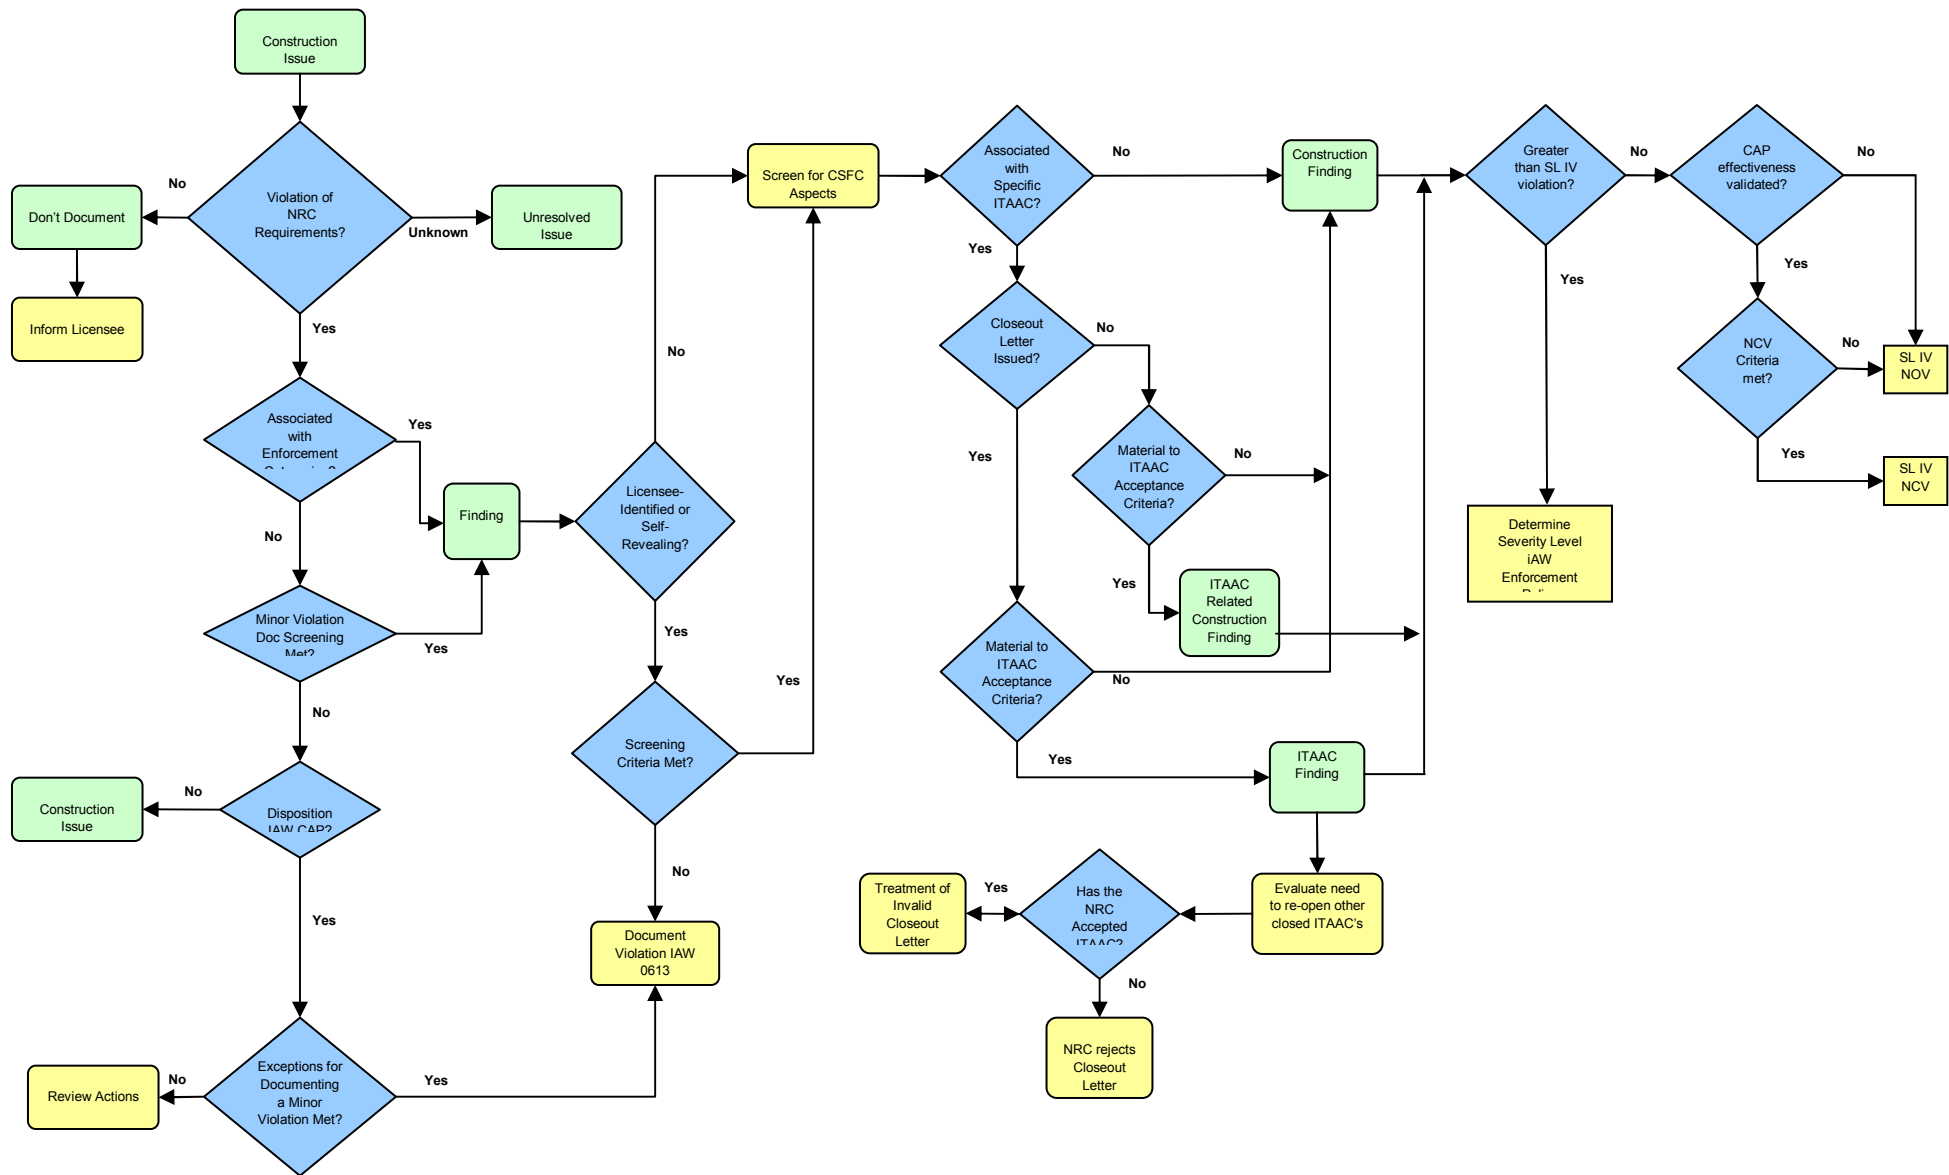 Construction
Issue
Violation of
NRC
Requirements?
No
Don't Document
Inform Licensee
Unknown
Unresolved
Issue
Yes
Associated
with
Enforcement
Yes
No
Finding
Minor Violation
Doc Screening
Met?
Yes
No
Disposition
IAW CAP?
No
Construction
Issue
Yes
Exceptions for
Documenting
a Minor
Violation Met?
No
Review Actions
Yes
Licensee-
Identified or
Self-
Revealing?
No
Yes
Screening
Criteria Met?
Yes
No
Document
Violation IAW
0613
Screen for CSFC
Aspects
Associated
with
Specific
ITAAC?
No
Yes
Closeout
Letter
Issued?
No
Yes
Material to
ITAAC
Acceptance
Criteria?
No
Yes
ITAAC
Related
Construction
Finding
Material to
ITAAC
Acceptance
Criteria?
No
Yes
ITAAC
Finding
Evaluate need
to re-open other
closed ITAAC's
Has the
NRC
Accepted
ITAAC?
Yes
Treatment of
Invalid
Closeout
Letter
No
NRC rejects
Closeout
Letter
Construction
Finding
Greater
than SL IV
violation?
No
Yes
Determine
Severity Level
iAW
Enforcement
CAP
effectiveness
validated?
No
Yes
NCV
Criteria
met?
No
SL IV
NOV
Yes
SL IV
NCV